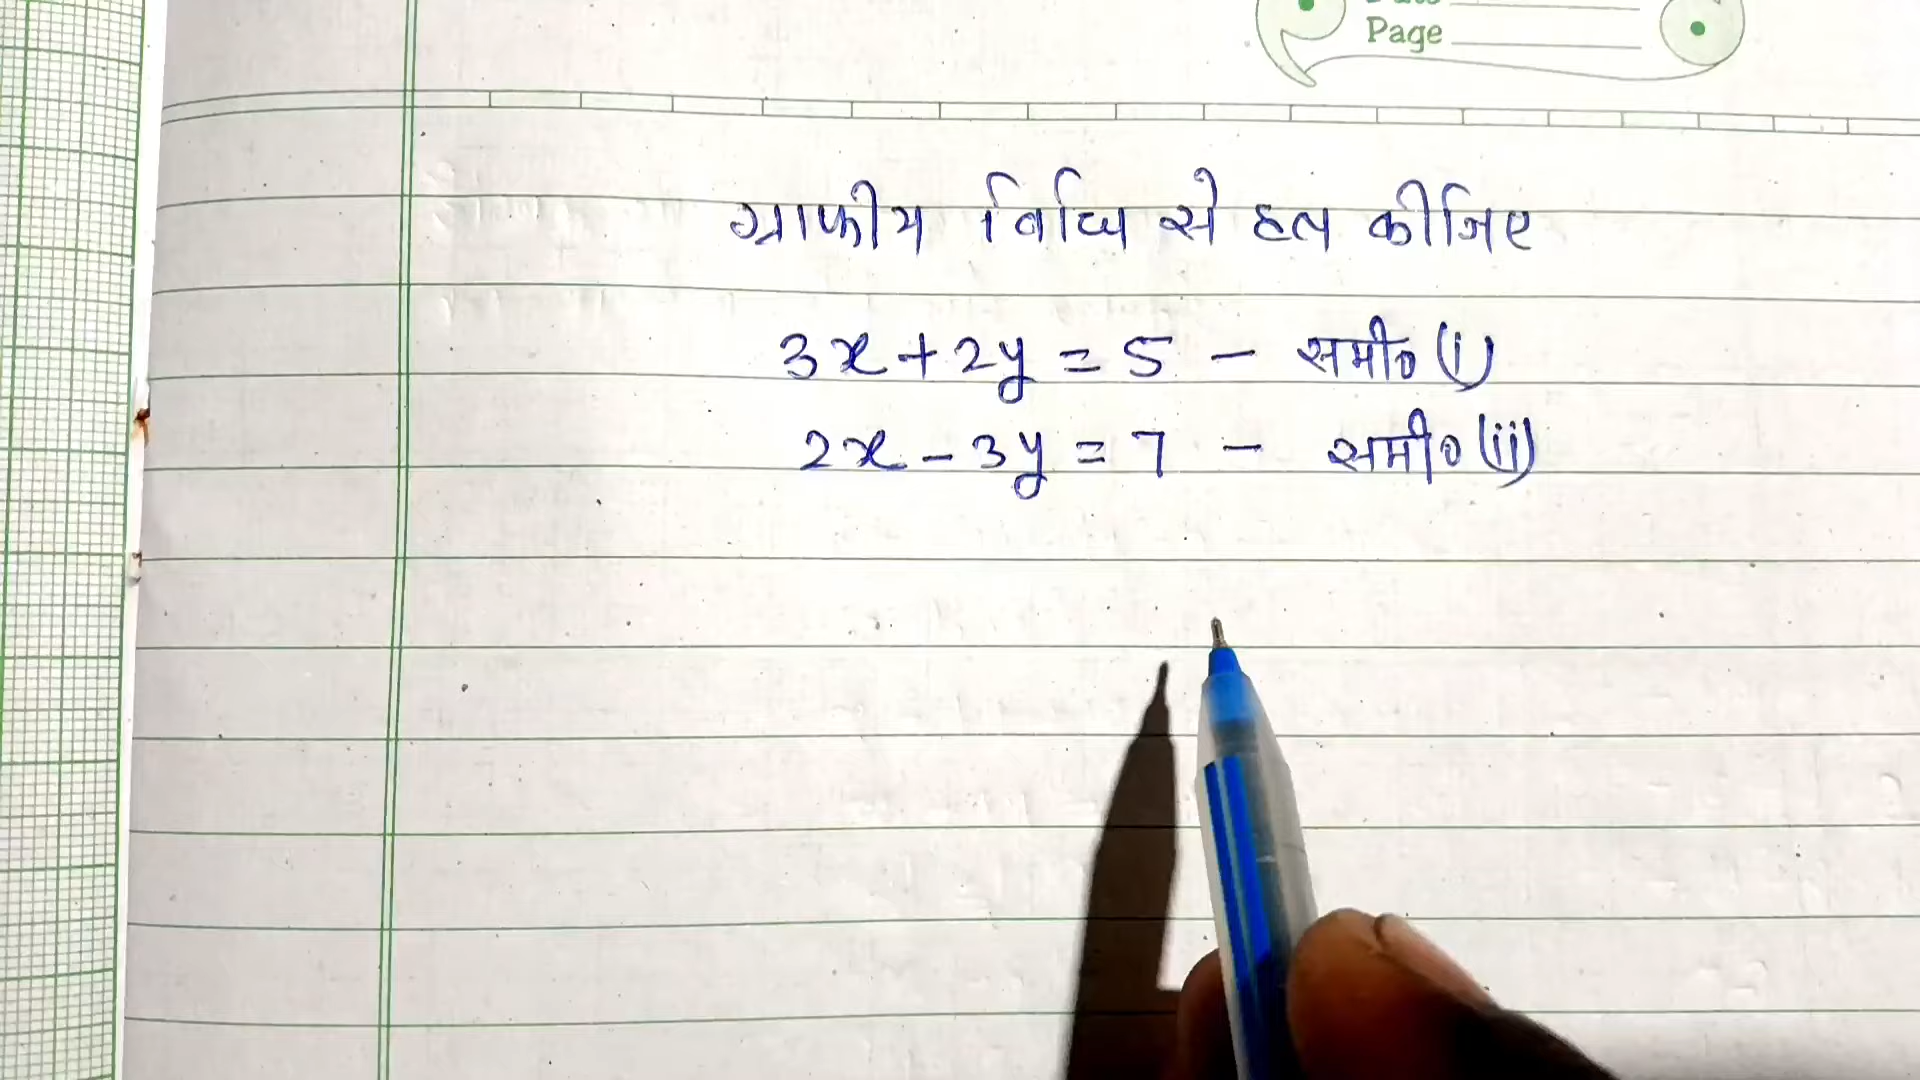 Page
ग्राफीय विधि से हल कीजिए
3x + 2y = 5 - समी० (i)
2x - 3y = 7 - समी० (ii)